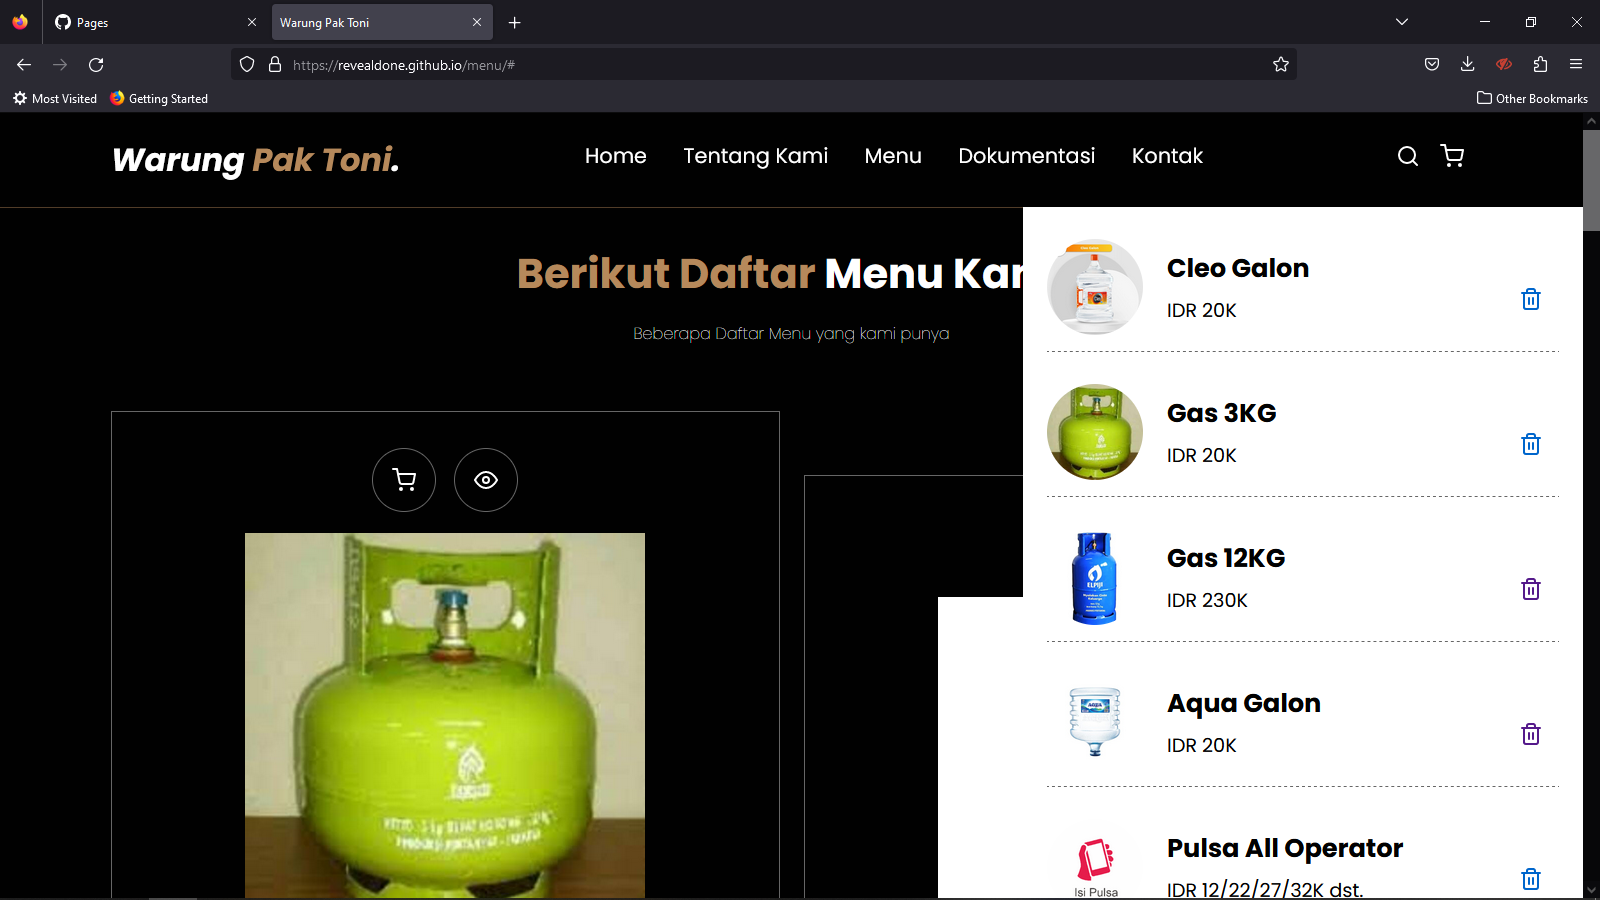 Pages
Warung Pak Toni
https://revealdone.github.io/menu/#
Most Visited
Getting Started
Other Bookmarks
Warung Pak Toni.
Home
Tentang Kami
Menu
Dokumentasi
Kontak
Berikut Daftar Menu Kam
Beberapa Daftar Menu yang kami punya
Cleo Galon
IDR 20K
Gas 3KG
IDR 20K
ELPIJI
Gas 12KG
IDR 230K
AQUA
Aqua Galon
IDR 20K
Isi Pulsa
Pulsa All Operator
IDR 12/22/27/32K dst.